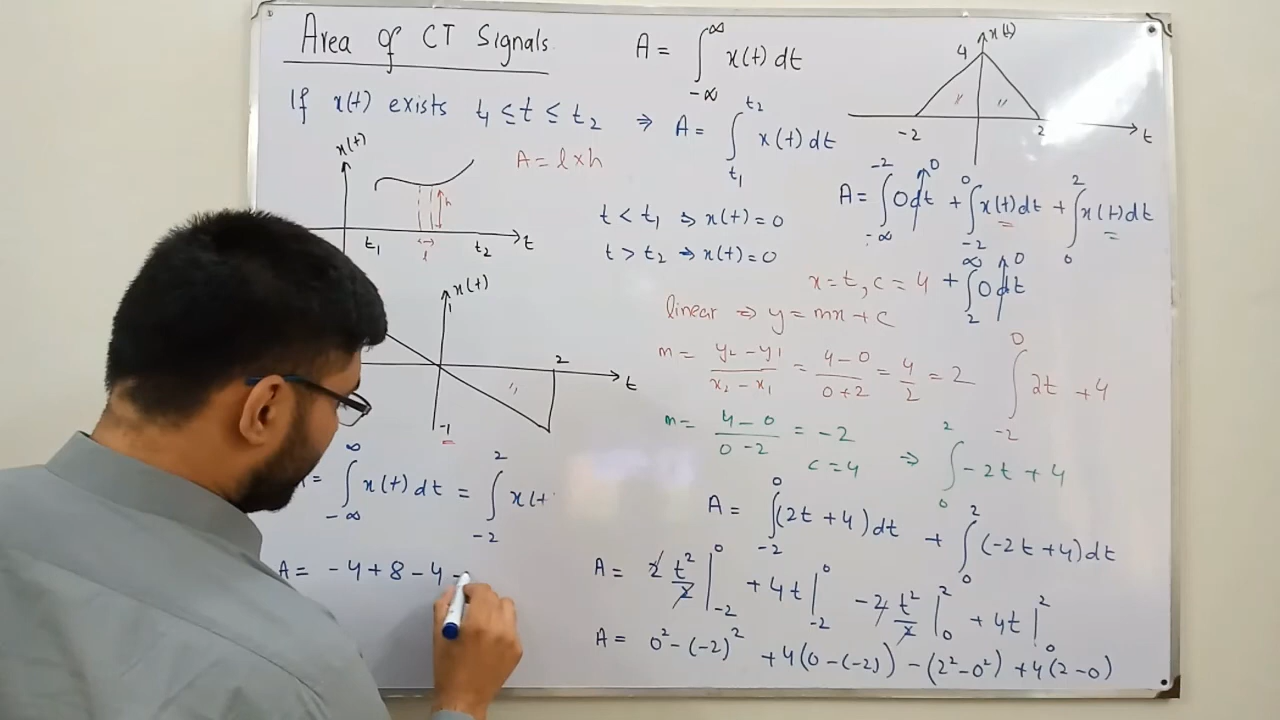 Area of CT Signals
A = ∫_{-∞}^{∞} x(t) dt
If x(t) exists t₁ ≤ t ≤ t₂ ⇒ A = ∫_{t₁}^{t₂} x(t) dt
x(t)
4
-2
2
t
x(t)
A = l × h
h
l
t₁
t₂
t
t < t₁ ⇒ x(t) = 0
t > t₂ ⇒ x(t) = 0
A = ∫_{-∞}^{-2} 0 dt 0 + ∫_{-2}^{0} x(t) dt + ∫_{0}^{2} x(t) dt
+ ∫_{2}^{∞} 0 dt 0
x = t, c = 4
linear ⇒ y = mx + c
m = (y₂ - y₁)/(x₂ - x₁) = (4 - 0)/(0 + 2) = 4/2 = 2
∫_{-2}^{0} 2t + 4
m = (4 - 0)/(0 - 2) = -2
c = 4
⇒ ∫_{0}^{2} -2t + 4
A = ∫_{-2}^{0} (2t + 4) dt + ∫_{0}^{2} (-2t + 4) dt
A = 2 t²/2 |_{-2}^{0} + 4t |_{-2}^{0} - 2 t²/2 |_{0}^{2} + 4t |_{0}^{2}
A = 0² - (-2)² + 4(0 - (-2)) - (2² - 0²) + 4(2 - 0)
x(t)
1
2
t
-1
= ∫_{-∞}^{∞} x(t) dt = ∫_{-2}^{2} x(t
A = -4 + 8 - 4